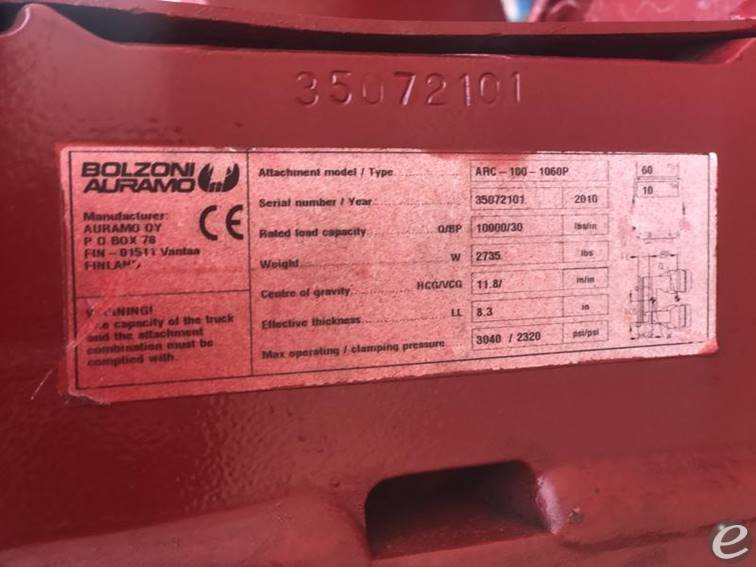 35072101
BOLZONI
AURAMO
CE
Manufacturer:
AURAMO OY
P O BOX 78
FIN - 01511 Vantaa
FINLAND
WARNING!
The capacity of the truck
and the attachment
combination must be
complied with.
Attachment model / Type ARC - 100 - 1060P
Serial number / Year 35072101 2010
Rated load capacity Q/BP 10000/30 lbs/in
Weight W 2735 lbs
Centre of gravity HCG/VCG 11.8/ in/in
Effective thickness LL 8.3 in
Max operating / clamping pressure 3040 / 2320 psi/psi
60
10
e